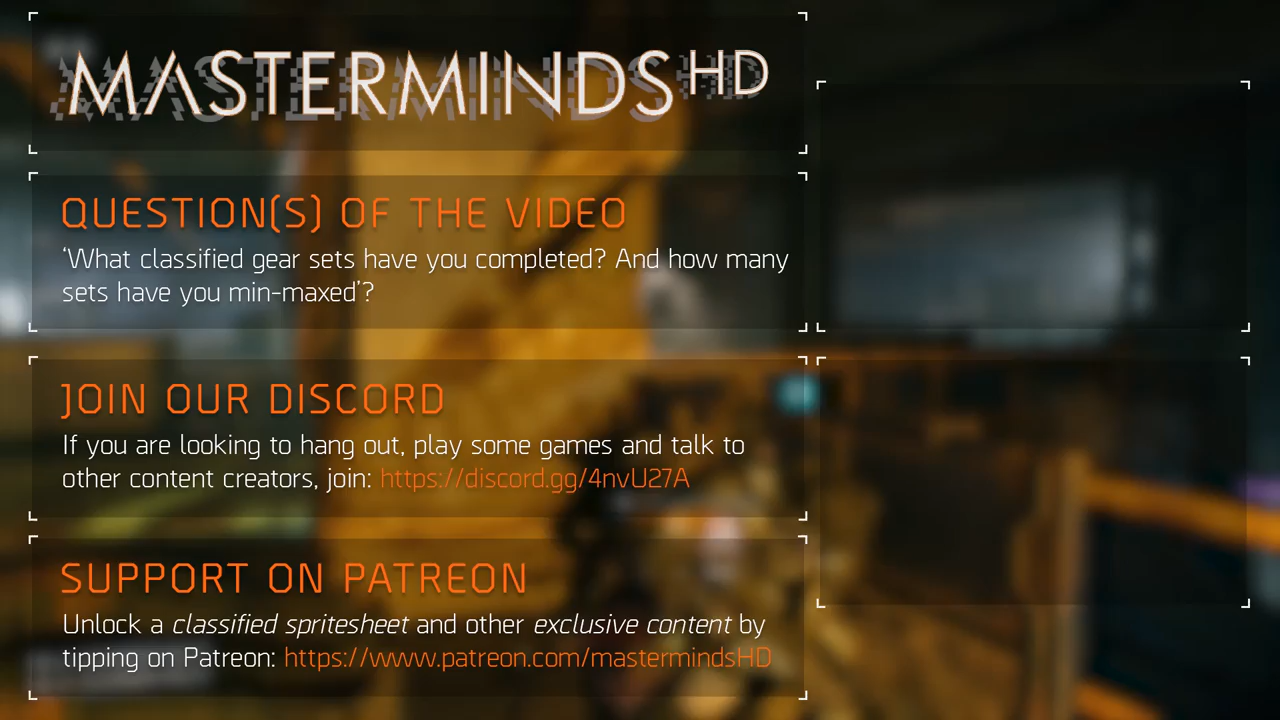 MASTERMINDSHD
QUESTION(S) OF THE VIDEO
‘What classified gear sets have you completed? And how many
sets have you min-maxed’?
JOIN OUR DISCORD
If you are looking to hang out, play some games and talk to
other content creators, join: https://discord.gg/4nvU27A
SUPPORT ON PATREON
Unlock a classified spritesheet and other exclusive content by
tipping on Patreon: https://www.patreon.com/mastermindsHD